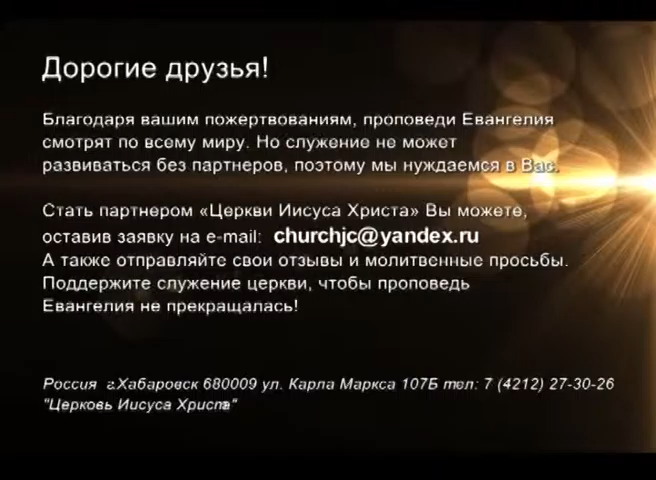 Дорогие друзья!
Благодаря вашим пожертвованиям, проповеди Евангелия
смотрят по всему миру. Но служение не может
развиваться без партнеров, поэтому мы нуждаемся в Вас.
Стать партнером «Церкви Иисуса Христа» Вы можете,
оставив заявку на e-mail: churchjc@yandex.ru
А также отправляйте свои отзывы и молитвенные просьбы.
Поддержите служение церкви, чтобы проповедь
Евангелия не прекращалась!
Россия г.Хабаровск 680009 ул. Карла Маркса 107Б тел: 7 (4212) 27-30-26
"Церковь Иисуса Христа"